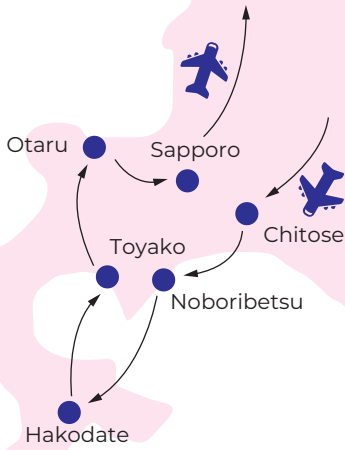 Otaru
Sapporo
Chitose
Toyako
Noboribetsu
Hakodate